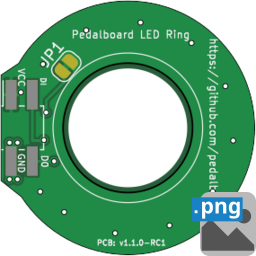 Pedalboard LED Ring
JP1
https://github.com/pedalb
VCC
DI
GND
DO
PCB: v1.1.0-RC1
.png